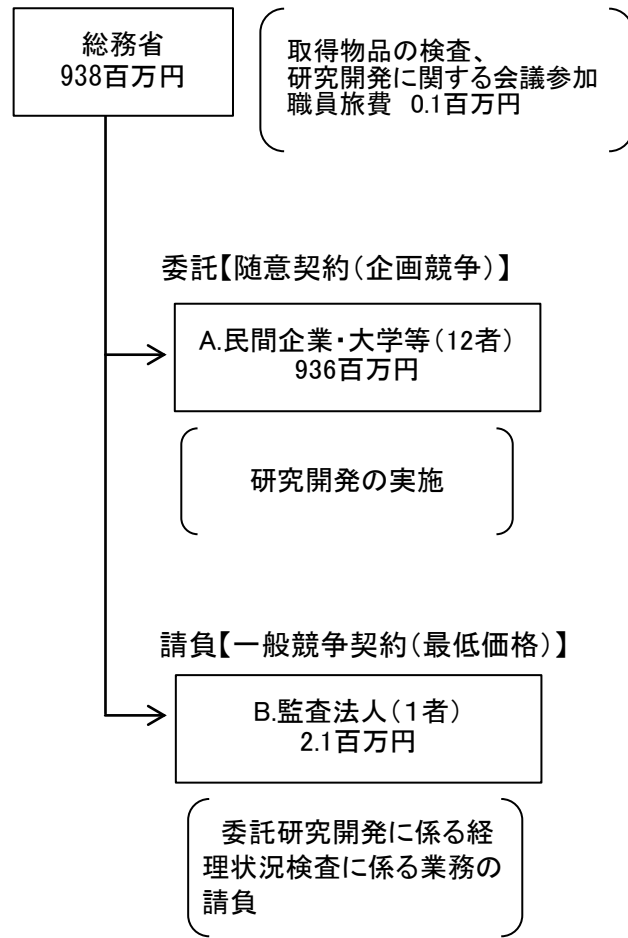 総務省
938百万円
取得物品の検査、
研究開発に関する会議参加
職員旅費 0.1百万円
委託【随意契約（企画競争）】
A.民間企業・大学等（12者）
936百万円
研究開発の実施
請負【一般競争契約（最低価格）】
B.監査法人（１者）
2.1百万円
委託研究開発に係る経
理状況検査に係る業務の
請負